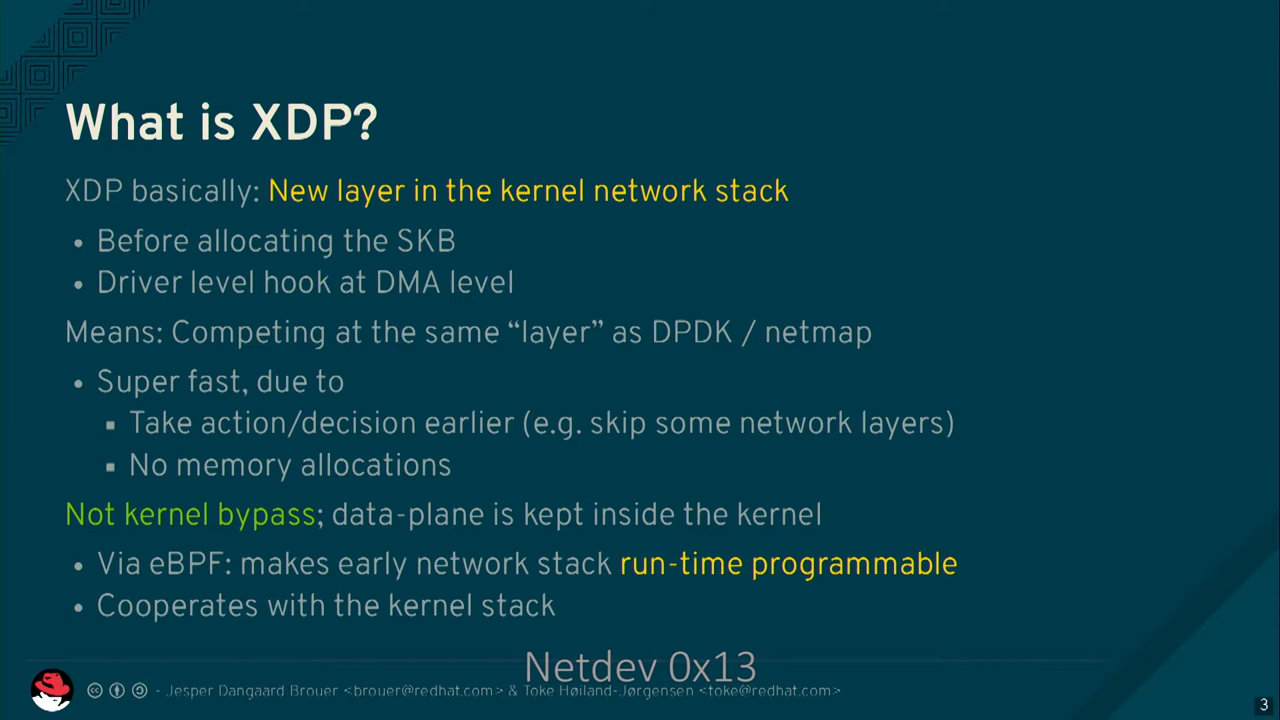 What is XDP?
XDP basically: New layer in the kernel network stack
• Before allocating the SKB
• Driver level hook at DMA level
Means: Competing at the same “layer” as DPDK / netmap
• Super fast, due to
▪ Take action/decision earlier (e.g. skip some network layers)
▪ No memory allocations
Not kernel bypass; data-plane is kept inside the kernel
• Via eBPF: makes early network stack run-time programmable
• Cooperates with the kernel stack
Netdev 0x13
- Jesper Dangaard Brouer <brouer@redhat.com> & Toke Høiland-Jørgensen <toke@redhat.com>
3